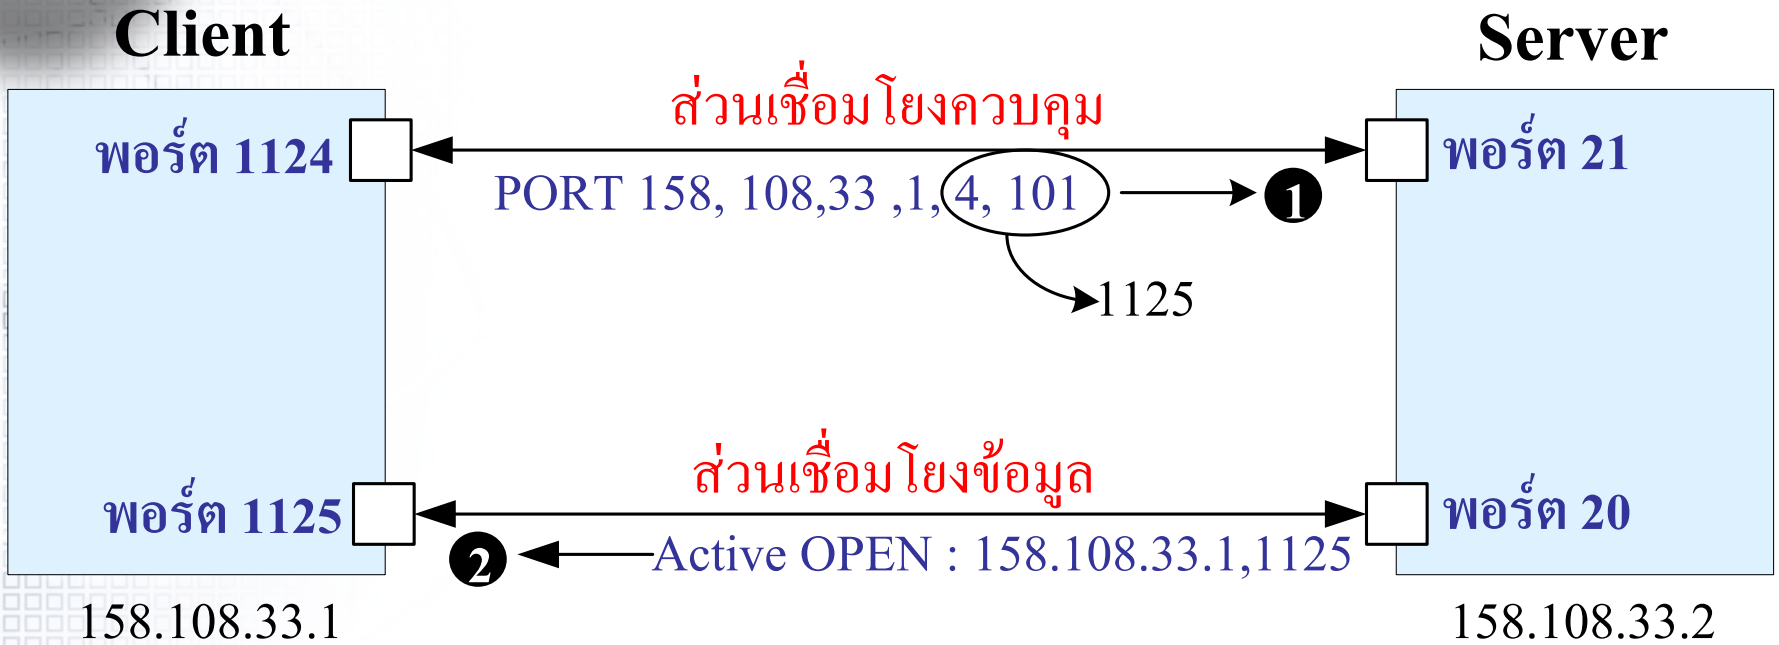 Client
Server
ส่วนเชื่อมโยงควบคุม
พอร์ต 1124
พอร์ต 21
PORT 158, 108,33 ,1, 4, 101
1
1125
ส่วนเชื่อมโยงข้อมูล
พอร์ต 1125
พอร์ต 20
2
Active OPEN : 158.108.33.1,1125
158.108.33.1
158.108.33.2